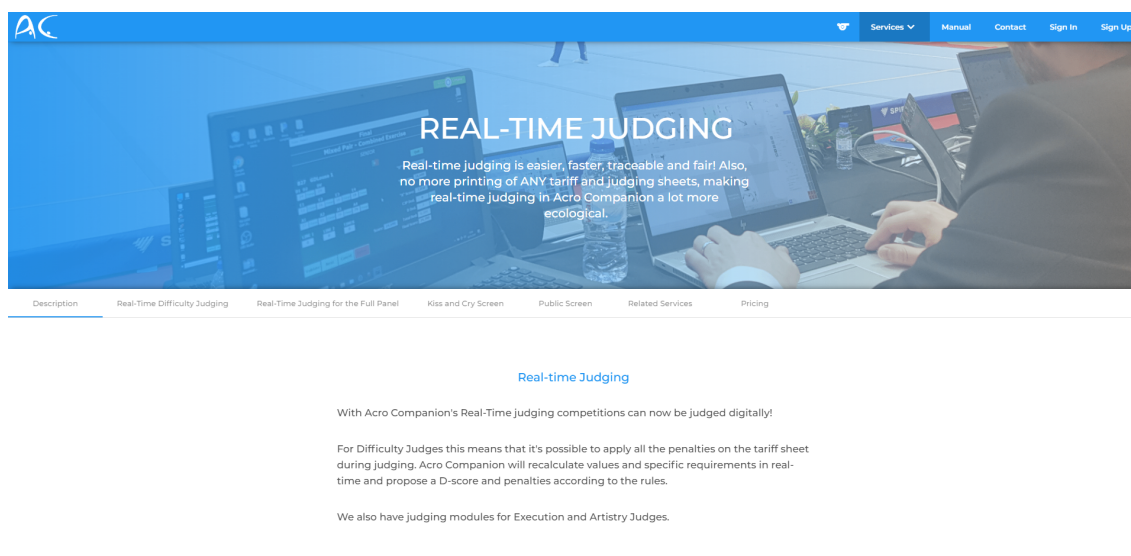 AC
Services
Manual
Contact
Sign In
Sign Up
REAL-TIME JUDGING
Real-time judging is easier, faster, traceable and fair! Also,
no more printing of ANY tariff and judging sheets, making
real-time judging in Acro Companion a lot more
ecological.
Description
Real-Time Difficulty Judging
Real-Time Judging for the Full Panel
Kiss and Cry Screen
Public Screen
Related Services
Pricing
Real-time Judging
With Acro Companion's Real-Time judging competitions can now be judged digitally!
For Difficulty Judges this means that it's possible to apply all the penalties on the tariff sheet
during judging. Acro Companion will recalculate values and specific requirements in real-
time and propose a D-score and penalties according to the rules.
We also have judging modules for Execution and Artistry Judges.